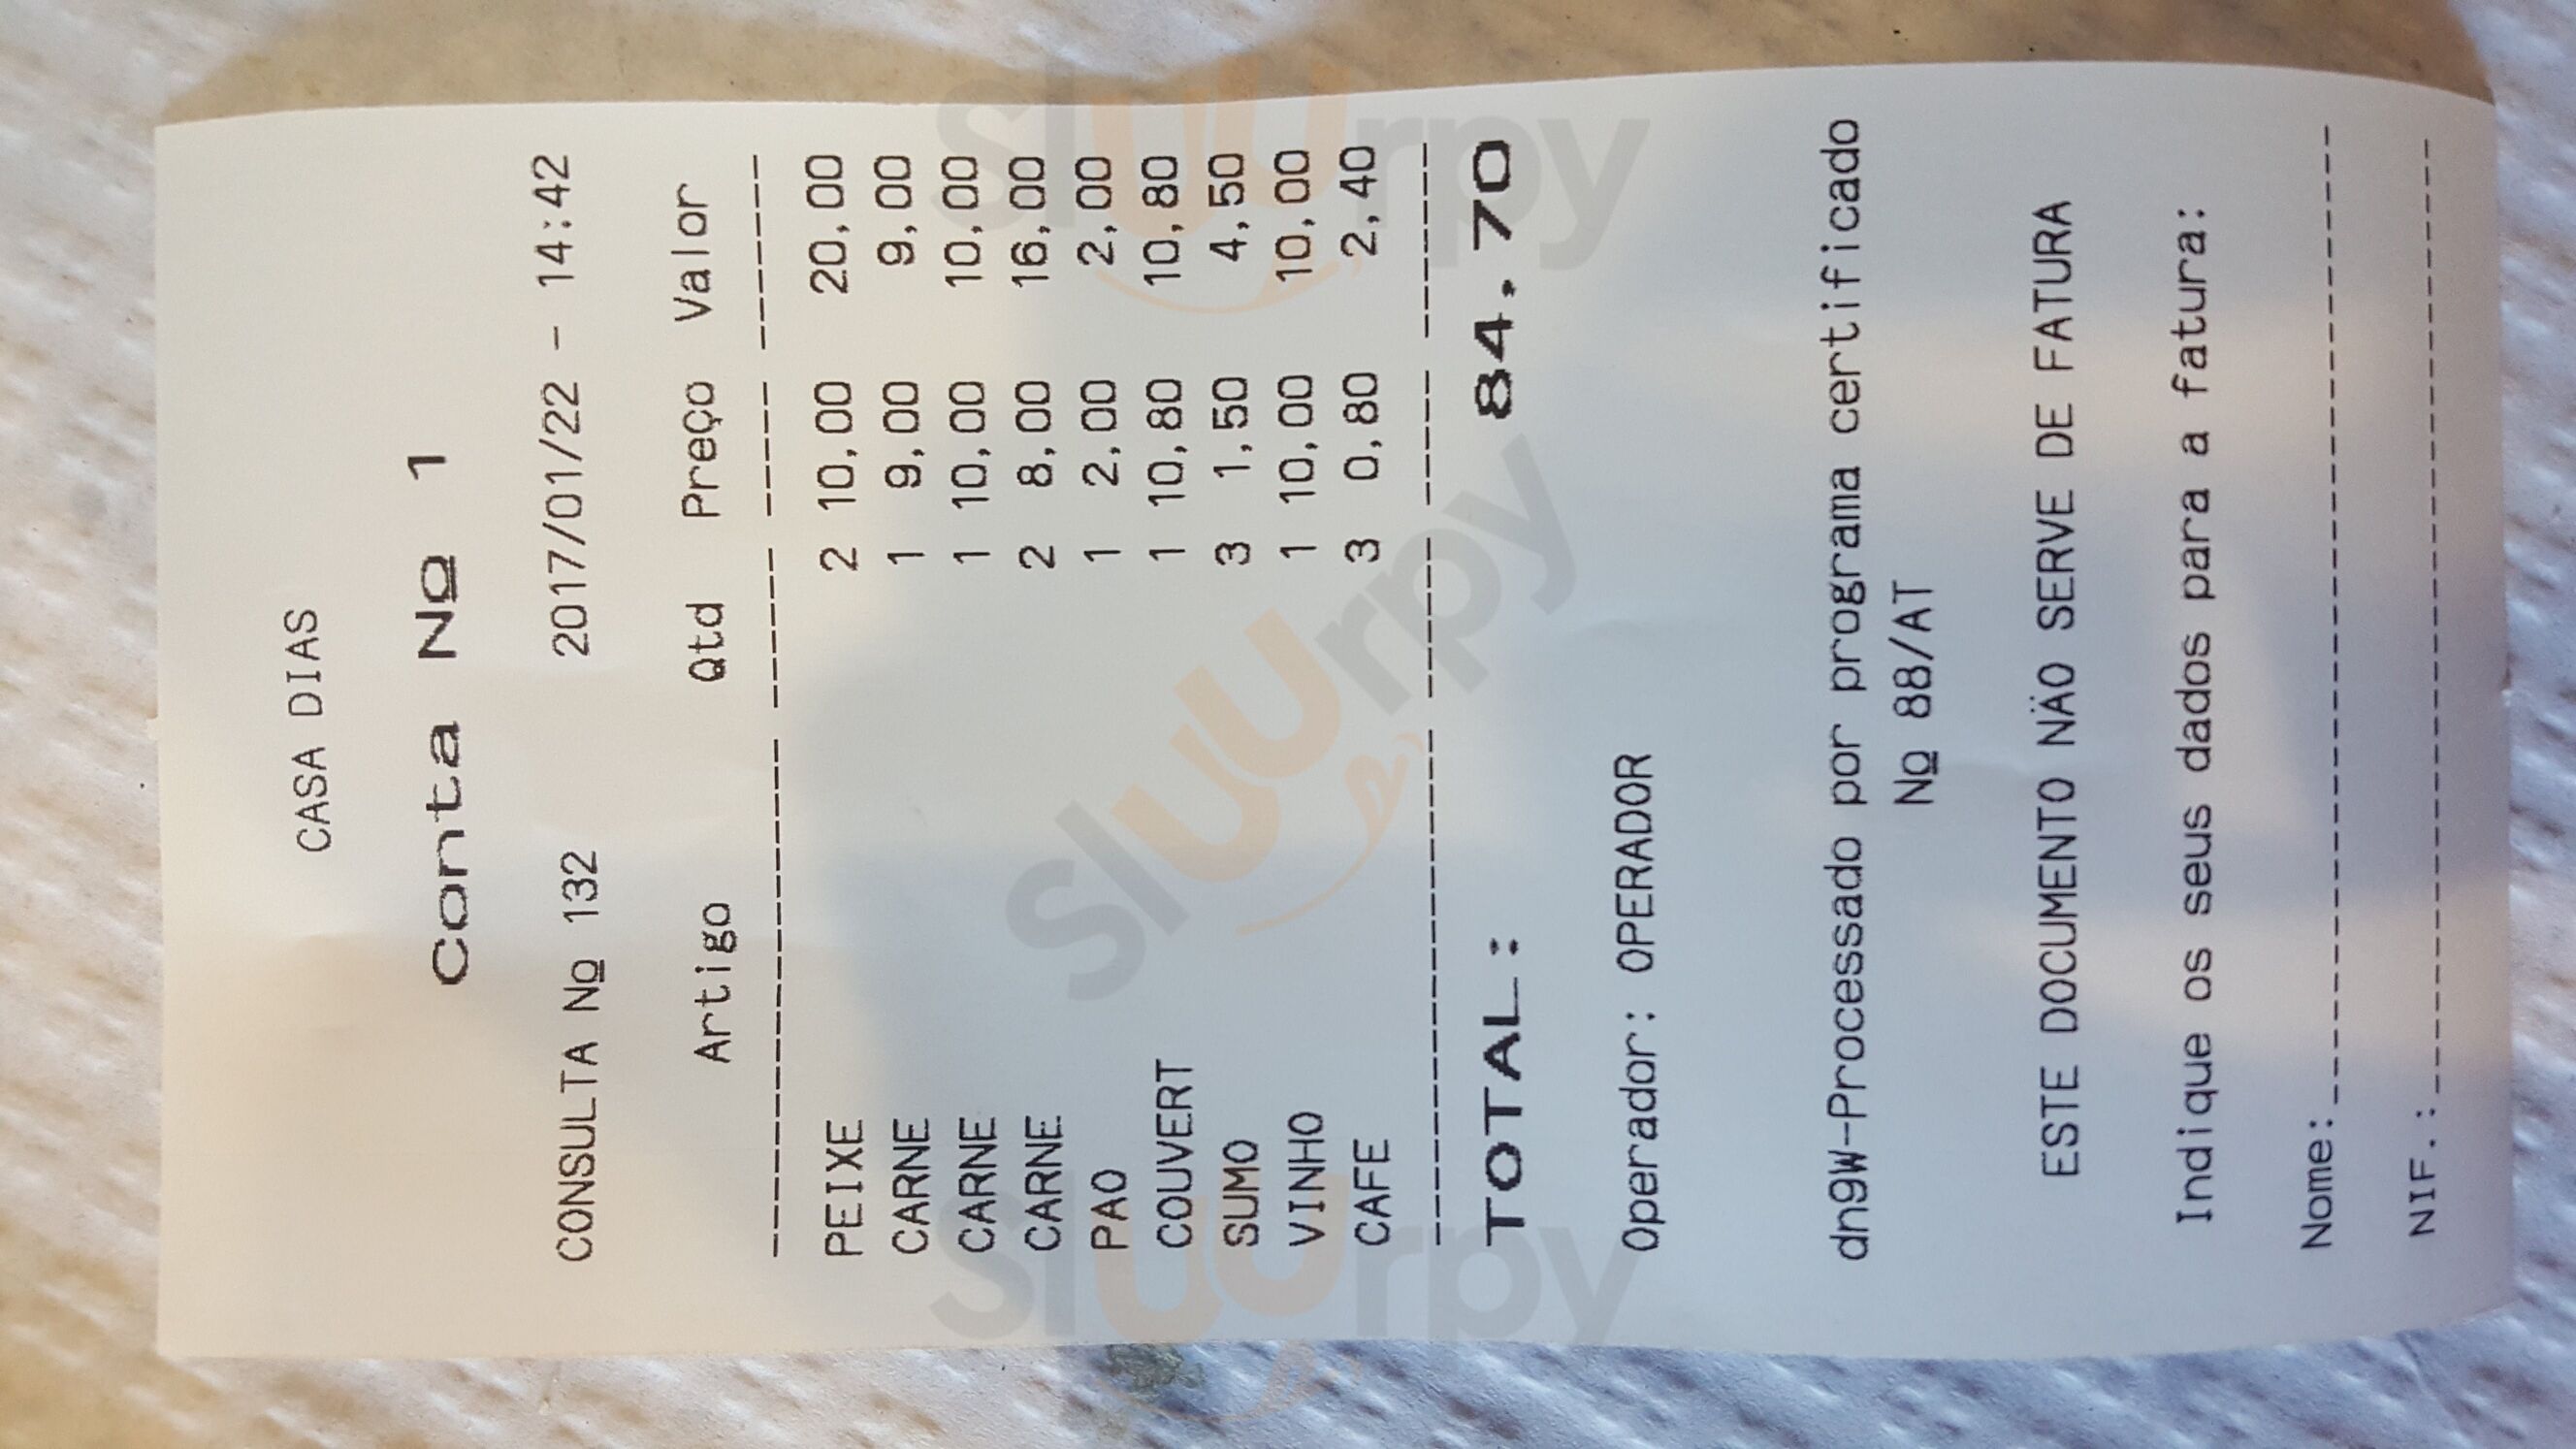 CASA DIAS
Conta Nº 1
CONSULTA Nº 132 2017/01/22 - 14:42
Artigo Qtd Preço Valor
PEIXE 2 10,00 20,00
CARNE 1 9,00 9,00
CARNE 1 10,00 10,00
CARNE 2 8,00 16,00
PAO 1 2,00 2,00
COUVERT 1 10,80 10,80
SUMO 3 1,50 4,50
VINHO 1 10,00 10,00
CAFE 3 0,80 2,40
TOTAL: 84.70
Operador: OPERADOR
dn9W-Processado por programa certificado
Nº 88/AT
ESTE DOCUMENTO NÃO SERVE DE FATURA
Indique os seus dados para a fatura:
Nome:
NIF.:
slUUrpy
slUUrpy
slUUrpy